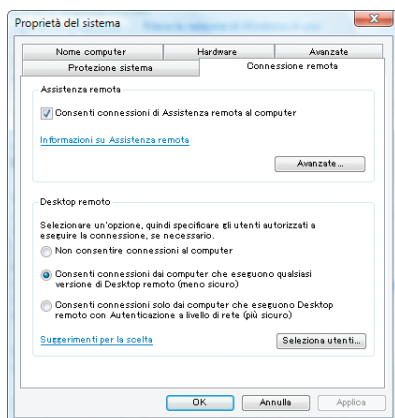 Proprietà del sistema
Nome computer Hardware Avanzate
Protezione sistema Connessione remota
Assistenza remota
Consenti connessioni di Assistenza remota al computer
Informazioni su Assistenza remota
Avanzate...
Desktop remoto
Selezionare un'opzione, quindi specificare gli utenti autorizzati a
eseguire la connessione, se necessario.
Non consentire connessioni al computer
Consenti connessioni dai computer che eseguono qualsiasi
versione di Desktop remoto (meno sicuro)
Consenti connessioni solo dai computer che eseguono Desktop
remoto con Autenticazione a livello di rete (più sicuro)
Suggerimenti per la scelta
Seleziona utenti...
OK Annulla Applica